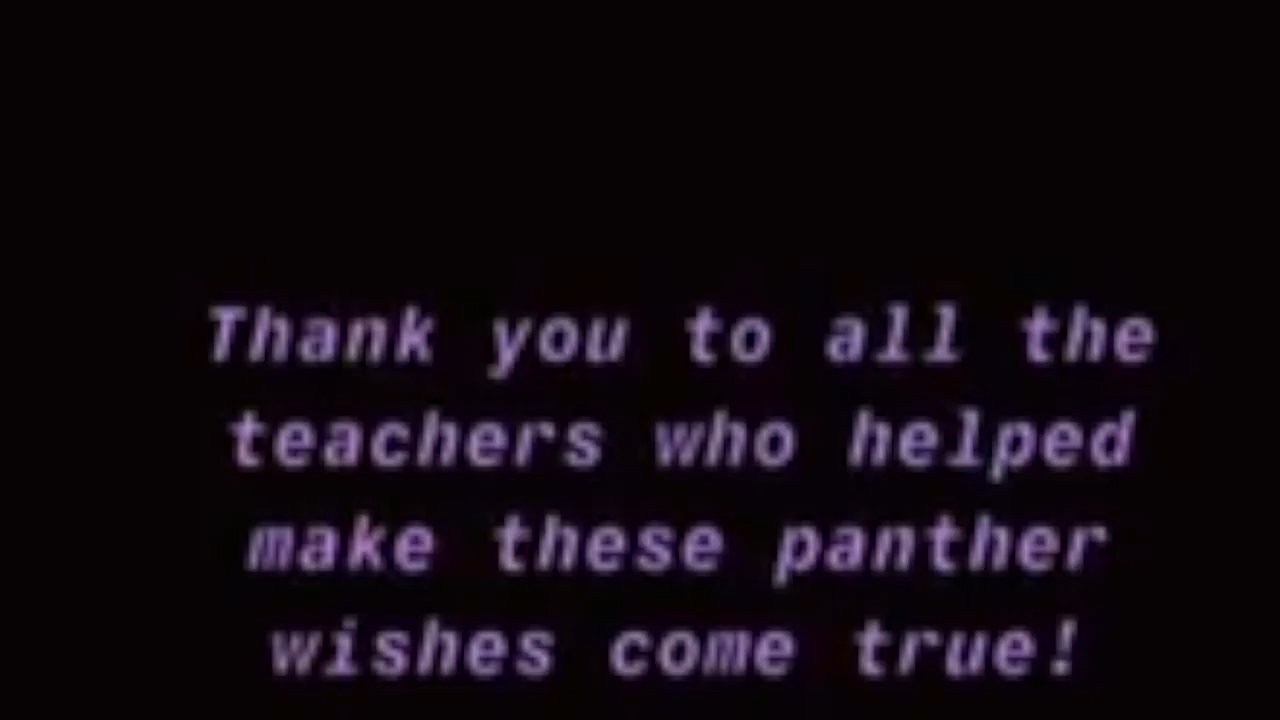 Thank you to all the
teachers who helped
make these panther
wishes come true!